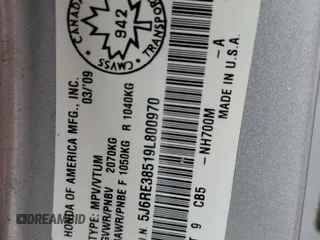 HONDA OF AMERICA MFG., INC.
03/'09
TYPE: MPV/VTUM
GVWR/PNBV 2070KG
GAWR/PNBE F 1050KG R 1040KG
5J6RE38519L800970
9 CB5 -NH700M -A
MADE IN U.S.A.
CANADA
942
CMVSS
TRANSPORT
© DREAMBID.COM